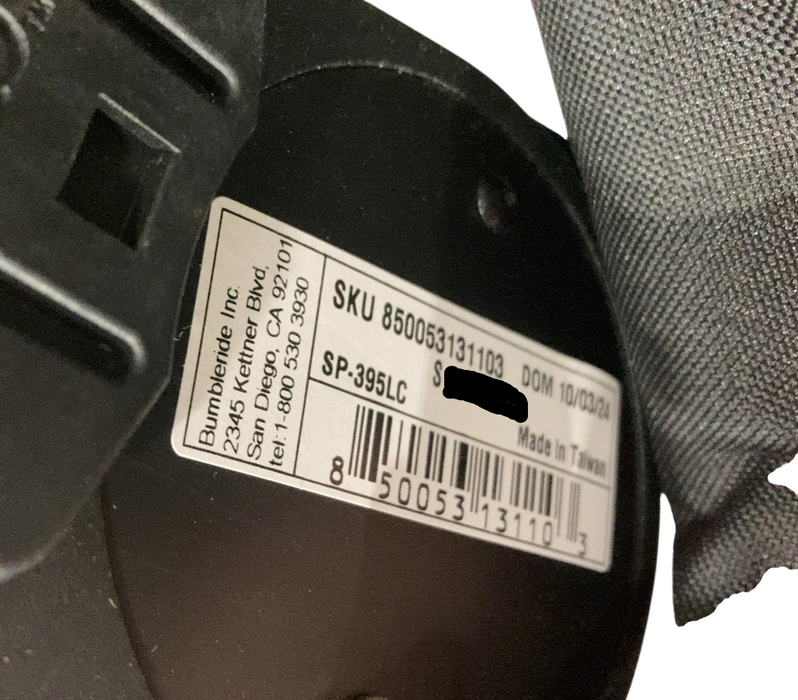 Bumbleride Inc.
2345 Kettner Blvd,
San Diego, CA 92101
tel:1-800 530 3930
SKU 850053131103 DOM 10/03/24
SP-395LC S
Made in Taiwan
8 50053 13110 3